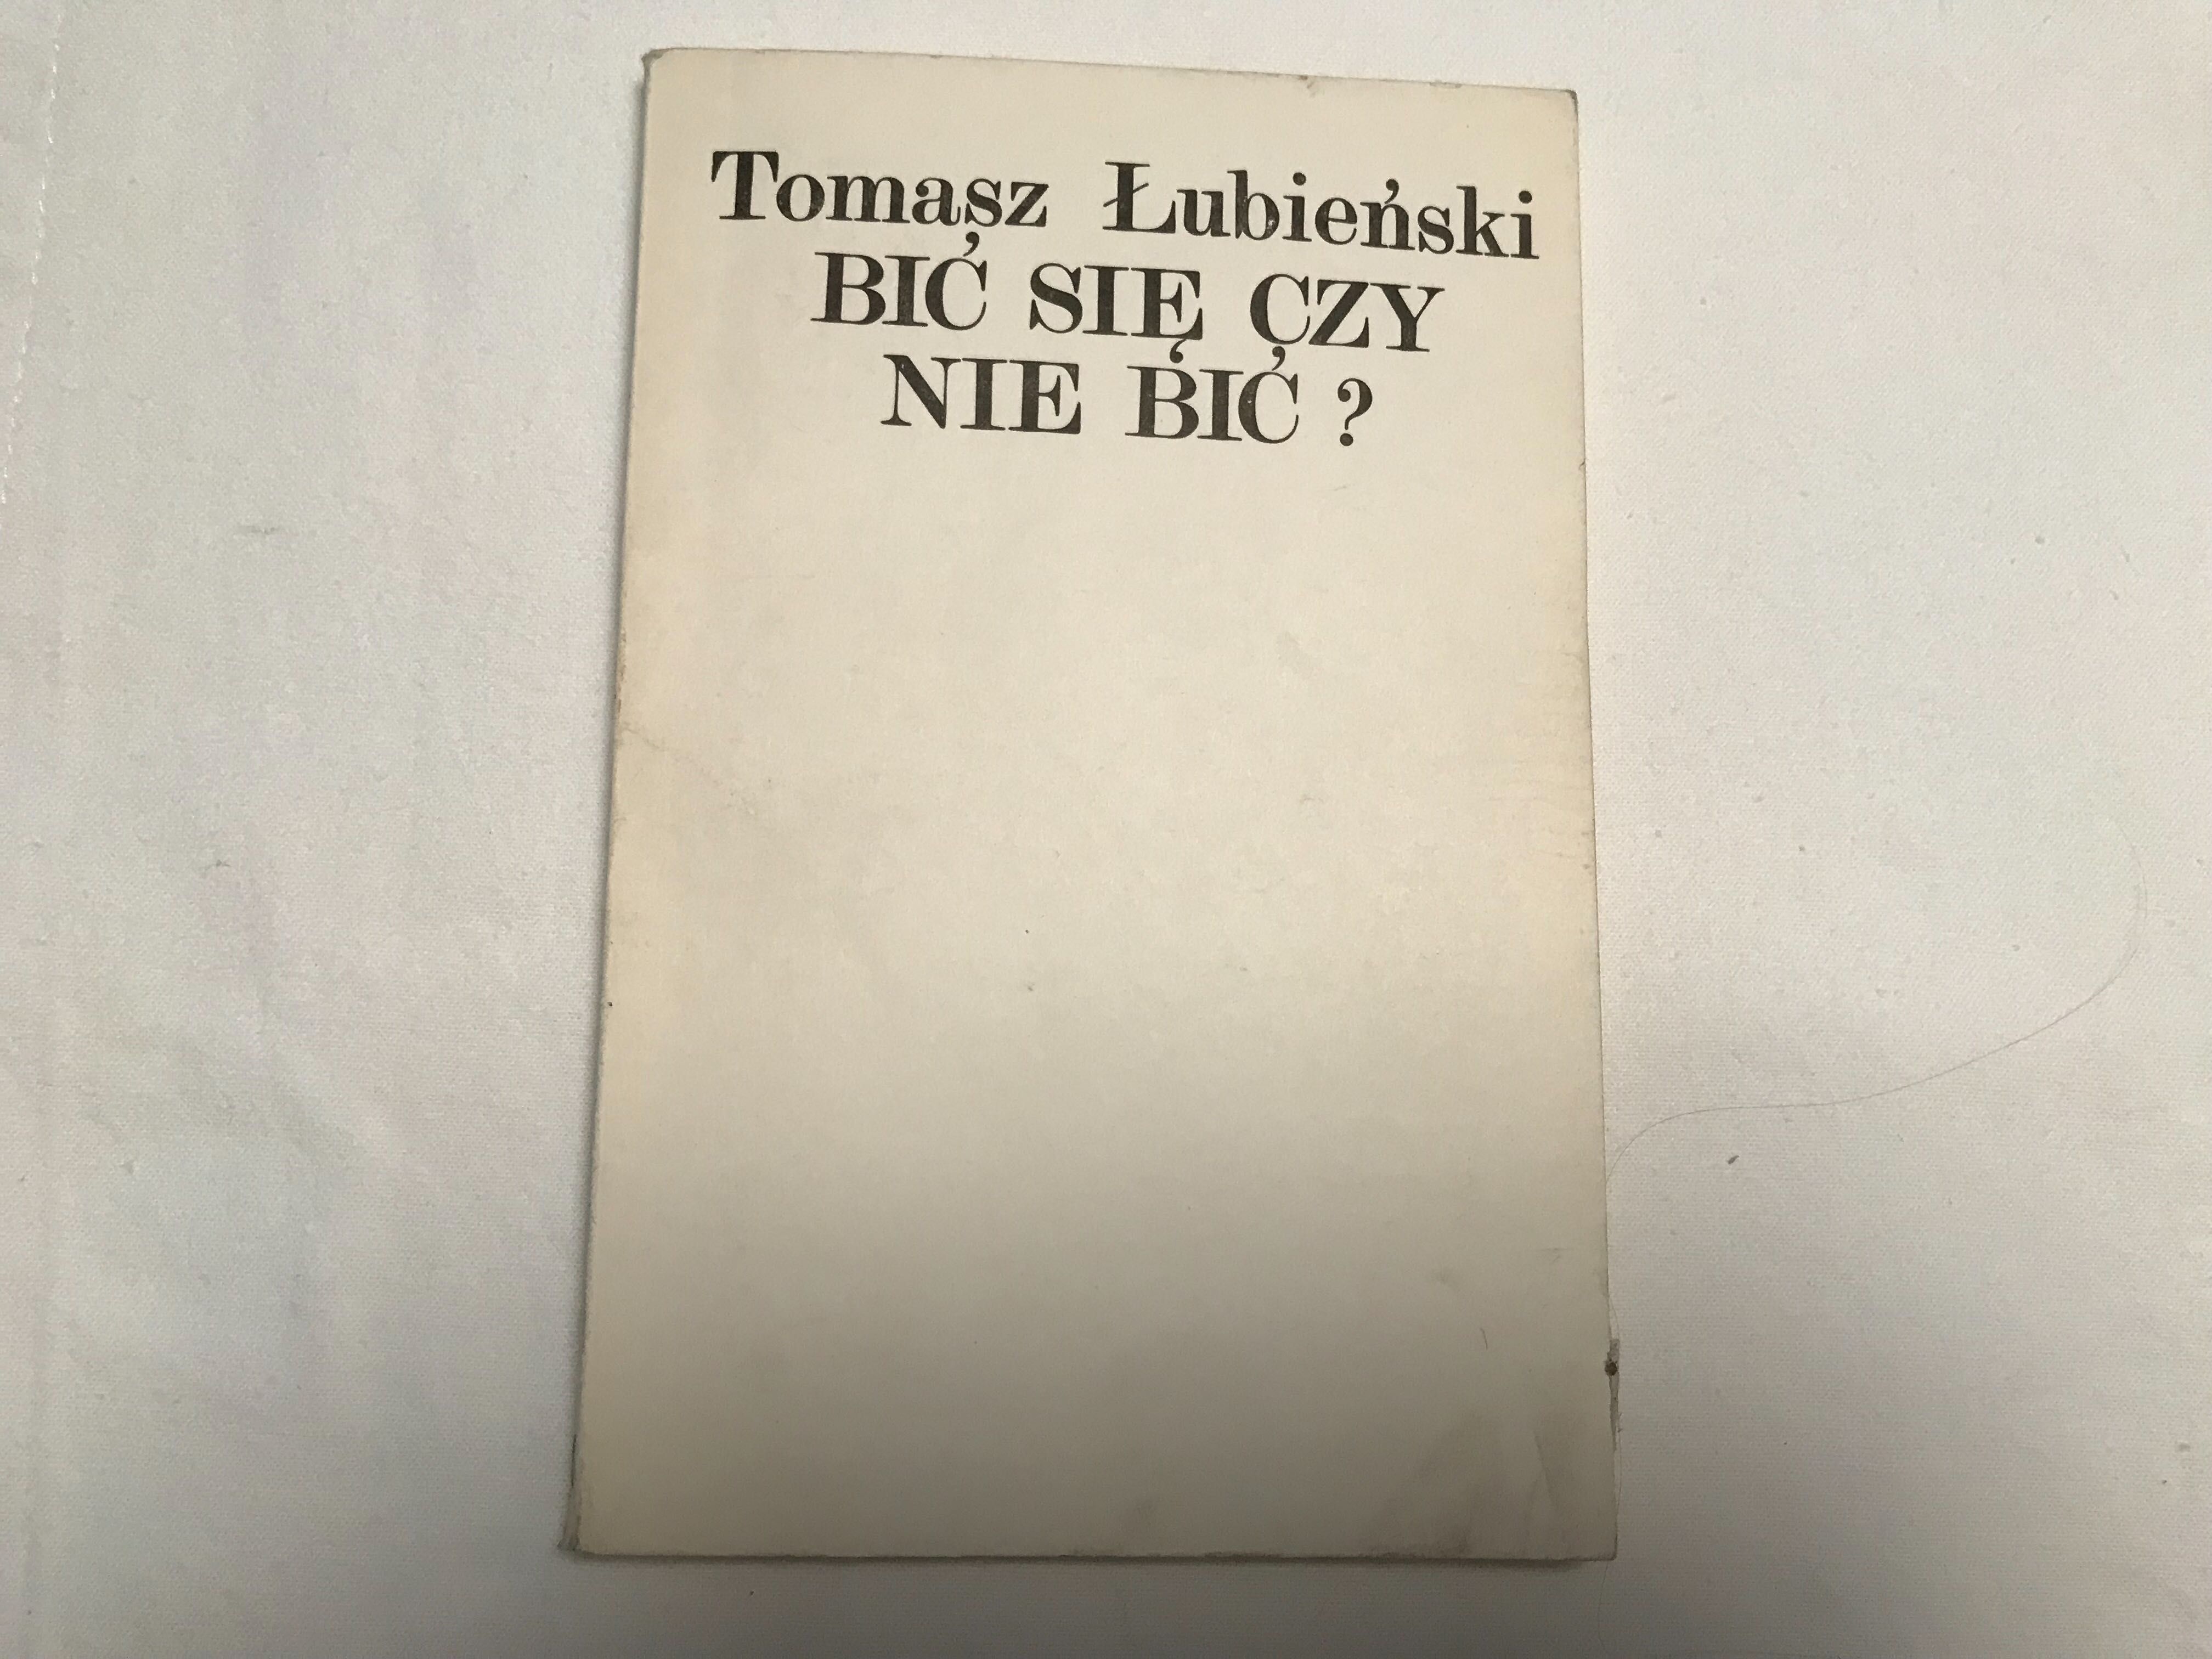 Tomasz Łubieński
BIĆ SIĘ CZY
NIE BIĆ ?